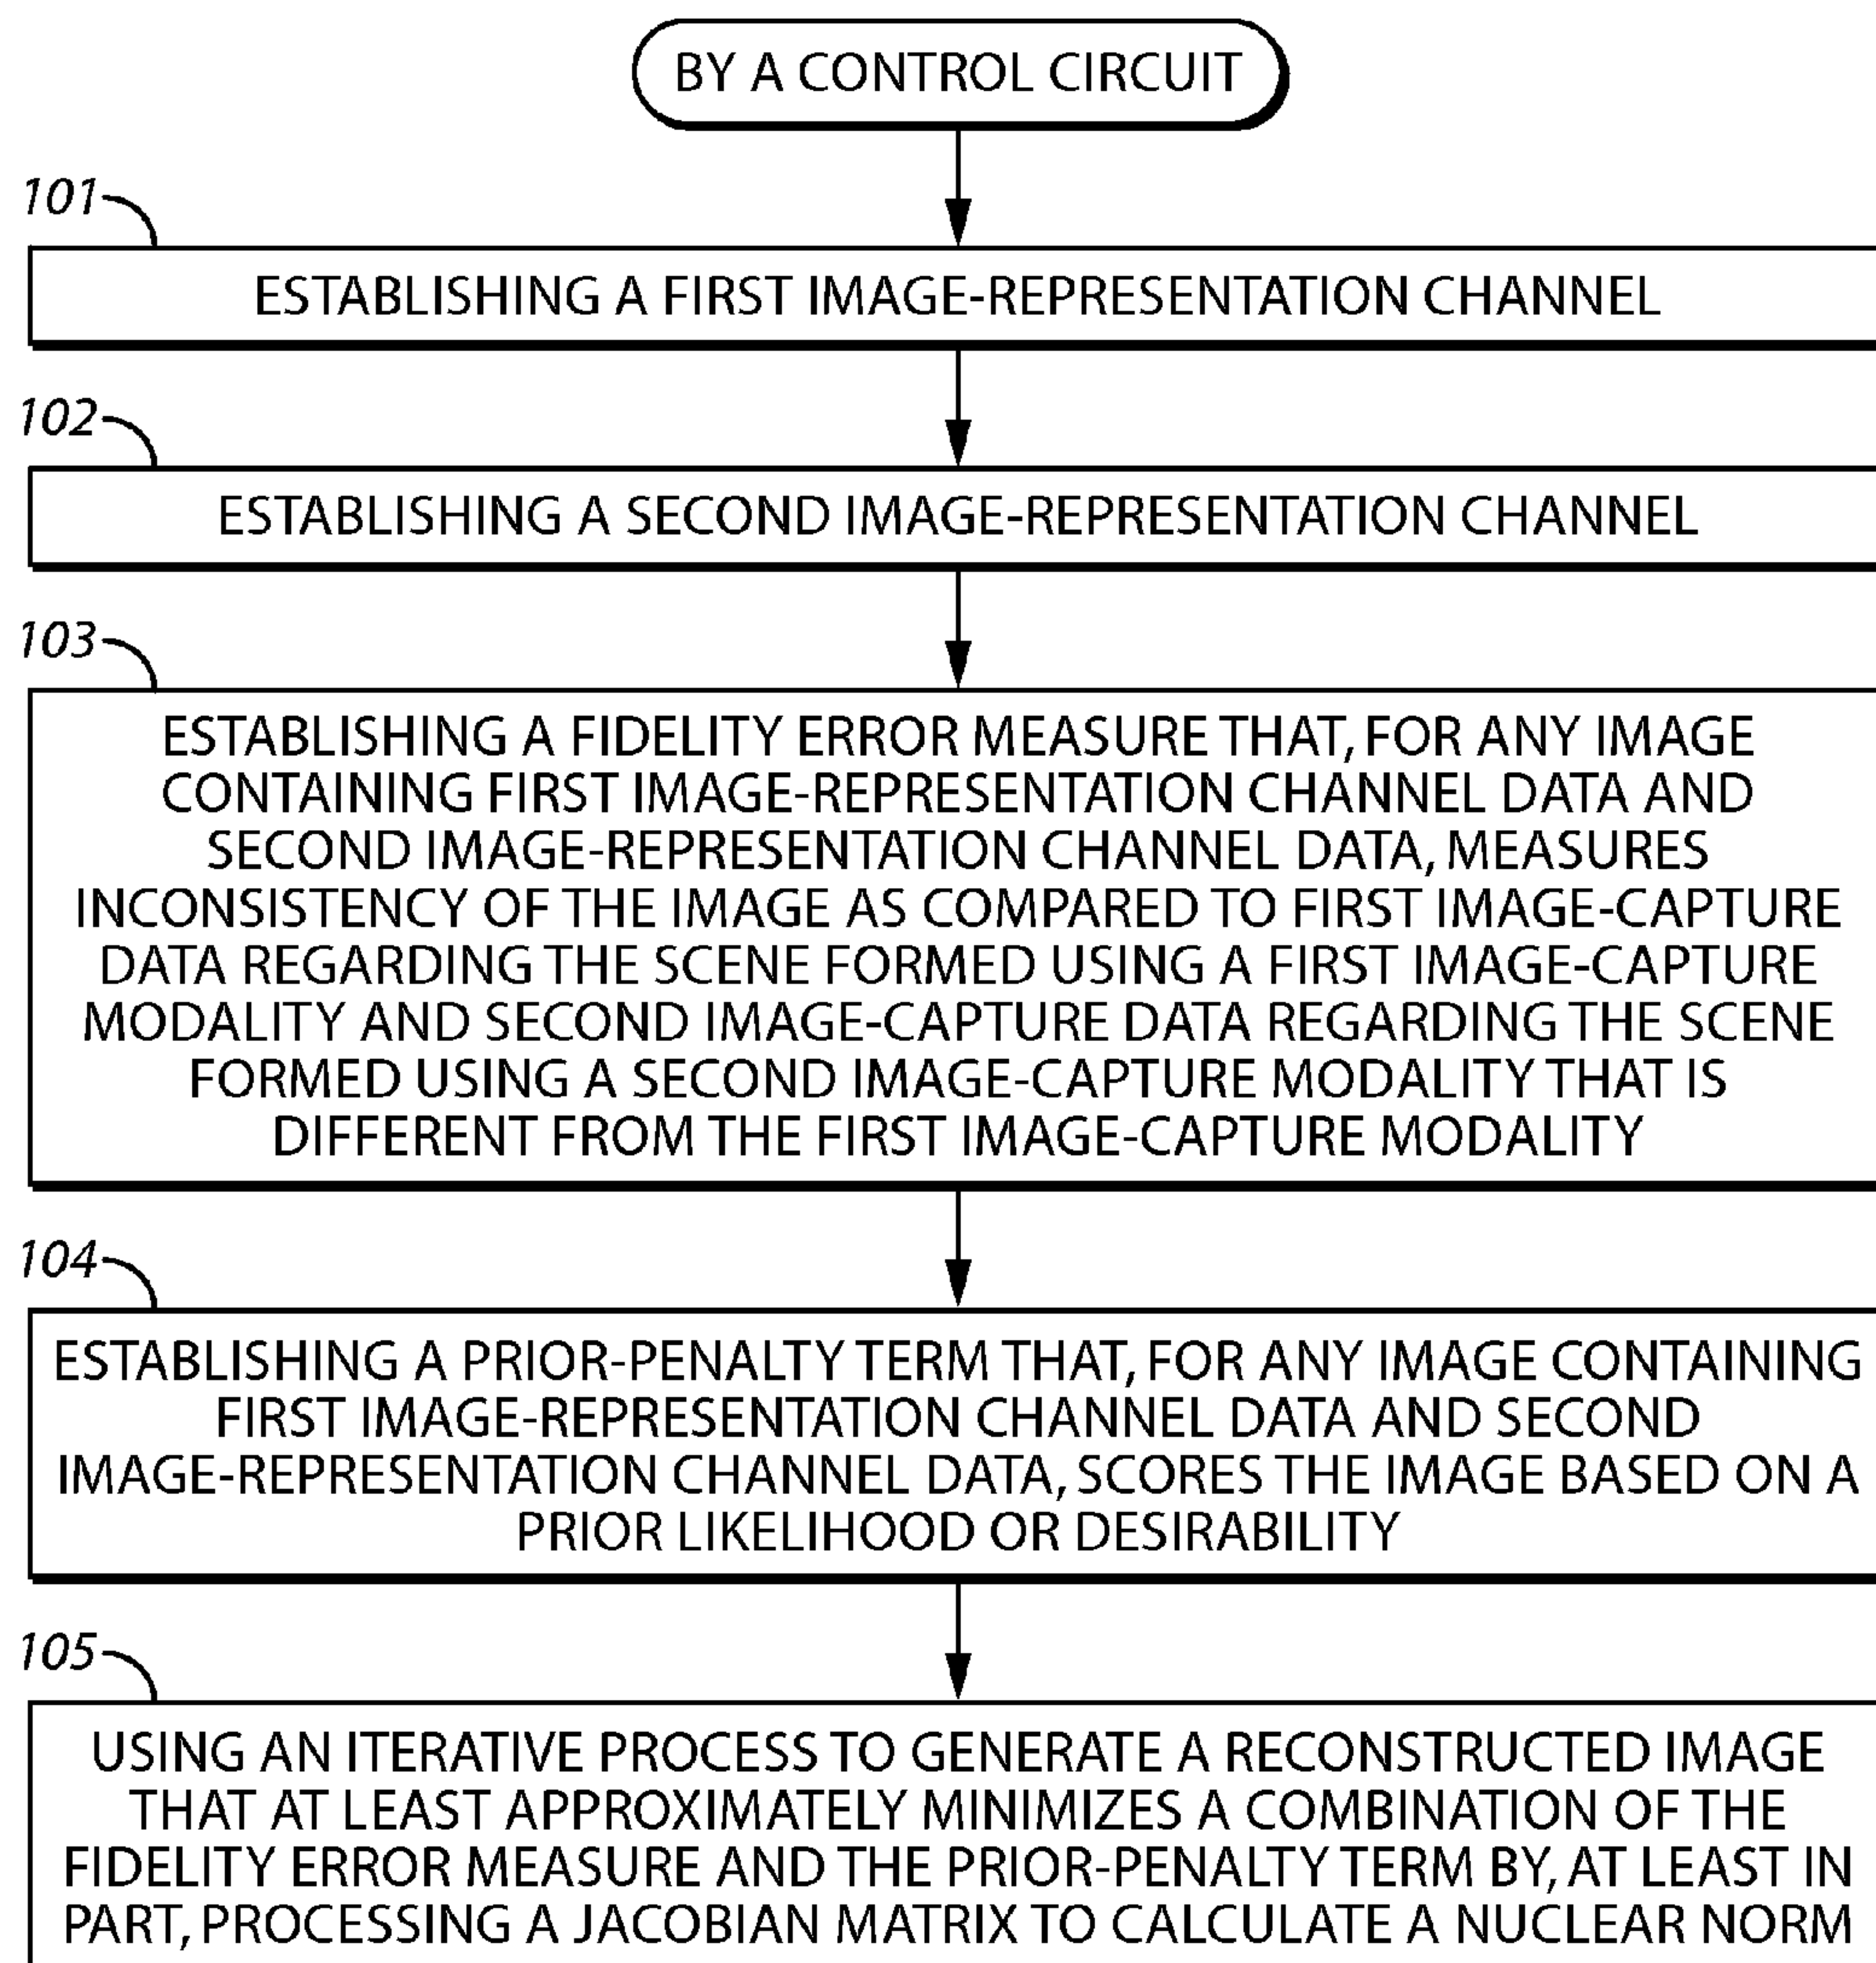 BY A CONTROL CIRCUIT
101
ESTABLISHING A FIRST IMAGE-REPRESENTATION CHANNEL
102
ESTABLISHING A SECOND IMAGE-REPRESENTATION CHANNEL
103
ESTABLISHING A FIDELITY ERROR MEASURE THAT, FOR ANY IMAGE
CONTAINING FIRST IMAGE-REPRESENTATION CHANNEL DATA AND
SECOND IMAGE-REPRESENTATION CHANNEL DATA, MEASURES
INCONSISTENCY OF THE IMAGE AS COMPARED TO FIRST IMAGE-CAPTURE
DATA REGARDING THE SCENE FORMED USING A FIRST IMAGE-CAPTURE
MODALITY AND SECOND IMAGE-CAPTURE DATA REGARDING THE SCENE
FORMED USING A SECOND IMAGE-CAPTURE MODALITY THAT IS
DIFFERENT FROM THE FIRST IMAGE-CAPTURE MODALITY
104
ESTABLISHING A PRIOR-PENALTY TERM THAT, FOR ANY IMAGE CONTAINING
FIRST IMAGE-REPRESENTATION CHANNEL DATA AND SECOND
IMAGE-REPRESENTATION CHANNEL DATA, SCORES THE IMAGE BASED ON A
PRIOR LIKELIHOOD OR DESIRABILITY
105
USING AN ITERATIVE PROCESS TO GENERATE A RECONSTRUCTED IMAGE
THAT AT LEAST APPROXIMATELY MINIMIZES A COMBINATION OF THE
FIDELITY ERROR MEASURE AND THE PRIOR-PENALTY TERM BY, AT LEAST IN
PART, PROCESSING A JACOBIAN MATRIX TO CALCULATE A NUCLEAR NORM